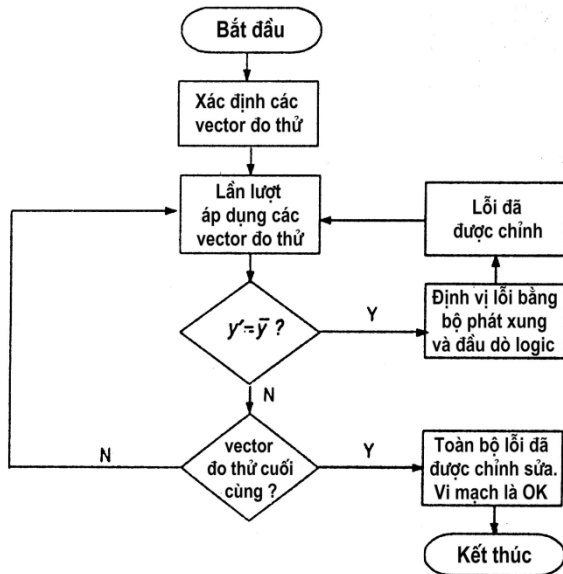 Bắt đầu
Xác định các
vector đo thử
Lần lượt
áp dụng các
vector đo thử
Lỗi đã
được chỉnh
y'=ȳ ?
Y
Định vị lỗi bằng
bộ phát xung
và đầu dò logic
N
N
vector
đo thử cuối
cùng ?
Y
Toàn bộ lỗi đã
được chỉnh sửa.
Vi mạch là OK
Kết thúc